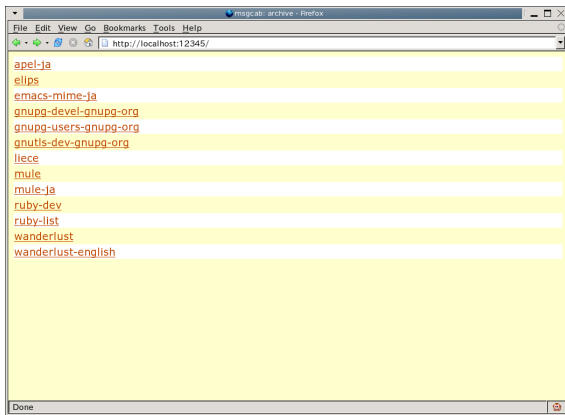 msgcab: archive - Firefox
File Edit View Go Bookmarks Tools Help
http://localhost:12345/
apel-ja
elips
emacs-mime-ja
gnupg-devel-gnupg-org
gnupg-users-gnupg-org
gnutls-dev-gnupg-org
liece
mule
mule-ja
ruby-dev
ruby-list
wanderlust
wanderlust-english
Done